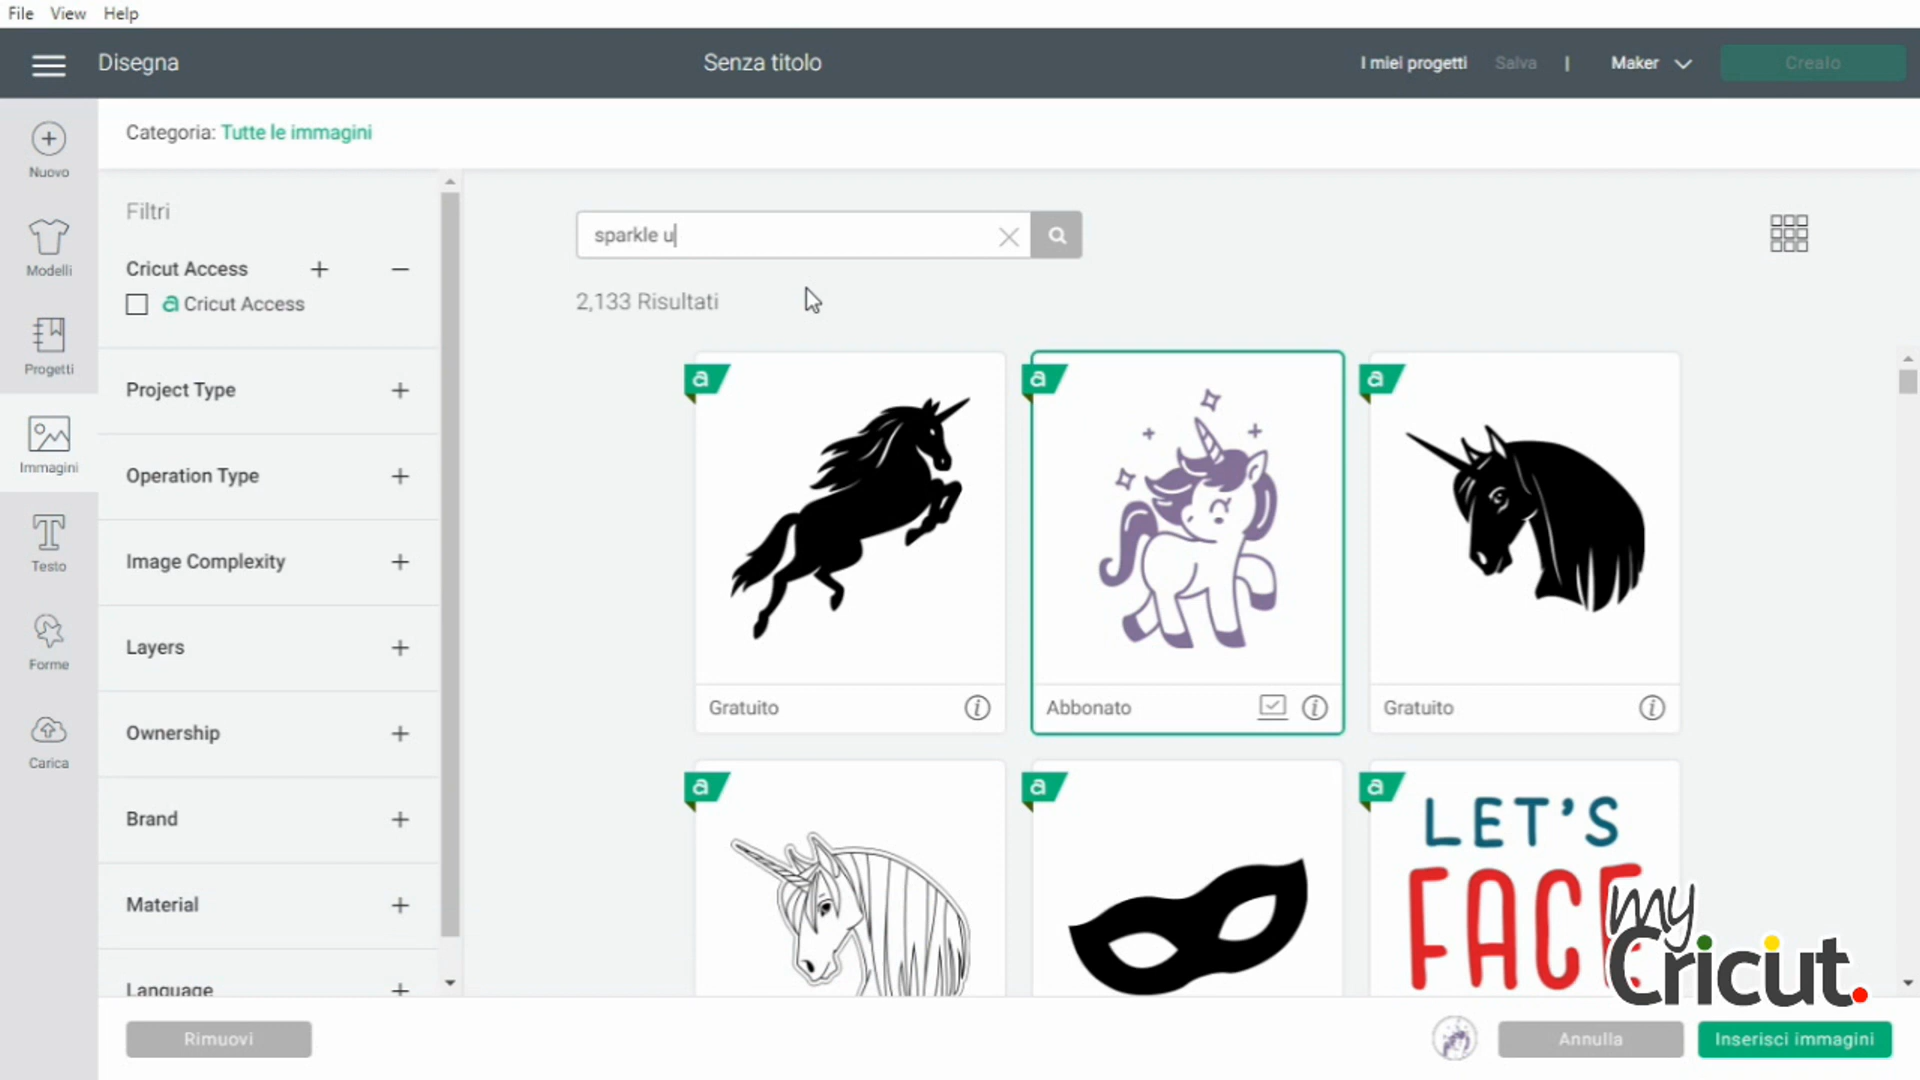 File View Help
Disegna
Senza titolo
I miei progetti Salva | Maker Crealo
Nuovo
Modelli
Progetti
Immagini
Testo
Forme
Carica
Categoria: Tutte le immagini
Filtri
Cricut Access + −
a Cricut Access
Project Type +
Operation Type +
Image Complexity +
Layers +
Ownership +
Brand +
Material +
Language +
Rimuovi
sparkle u
2,133 Risultati
a
Gratuito i
a
Abbonato i
a
Gratuito i
a
a
a
LET'S
FACE
my
Cricut.
Annulla
Inserisci immagini